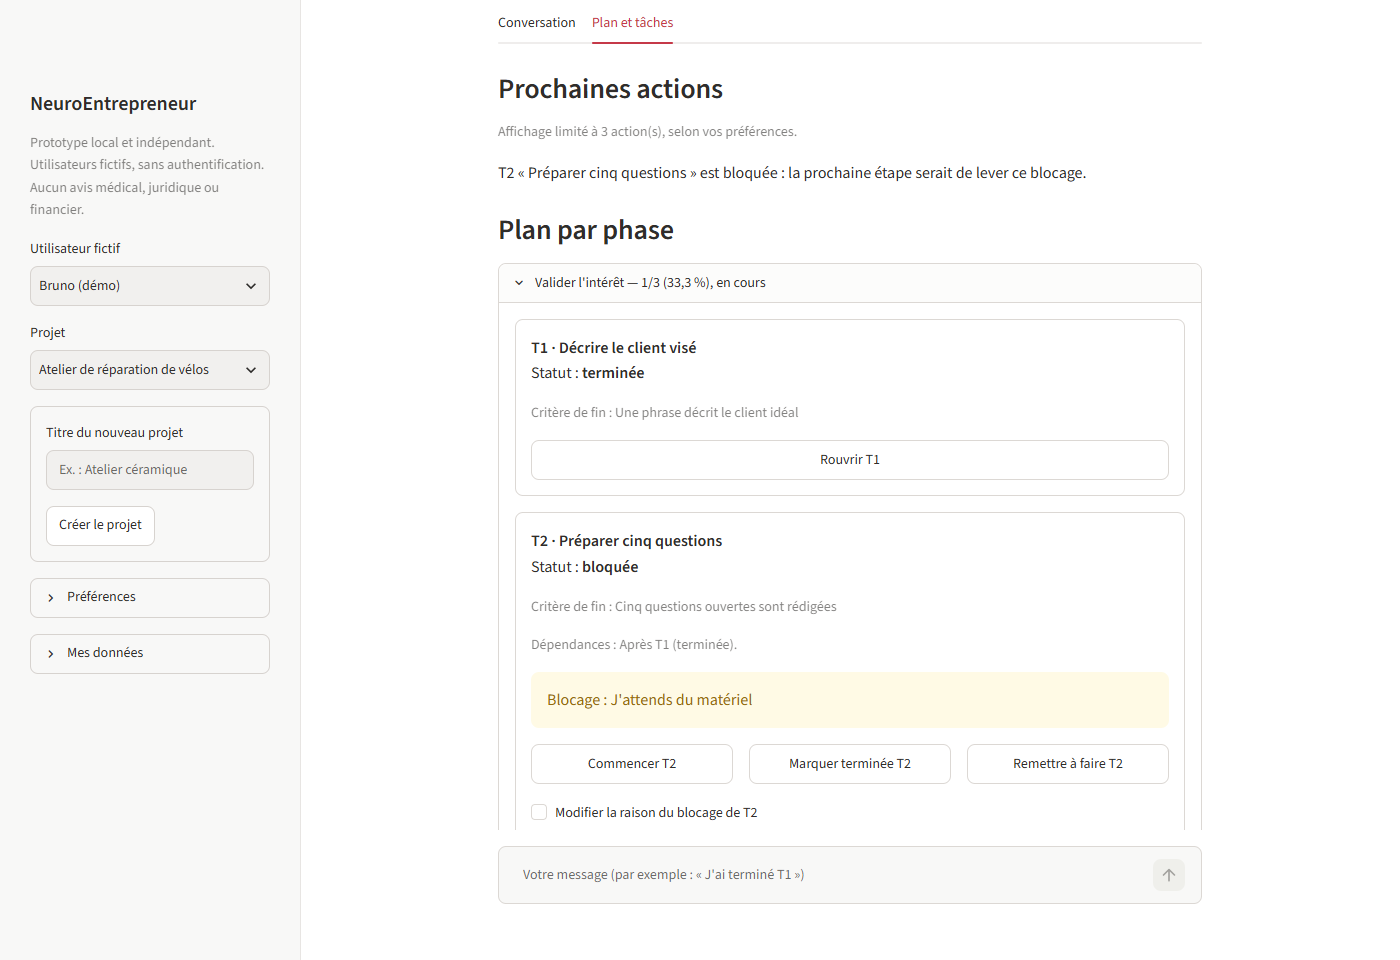 NeuroEntrepreneur
Prototype local et indépendant.
Utilisateurs fictifs, sans authentification.
Aucun avis médical, juridique ou
financier.
Utilisateur fictif
Bruno (démo)
Projet
Atelier de réparation de vélos
Titre du nouveau projet
Ex. : Atelier céramique
Créer le projet
Préférences
Mes données
Conversation
Plan et tâches
Prochaines actions
Affichage limité à 3 action(s), selon vos préférences.
T2 « Préparer cinq questions » est bloquée : la prochaine étape serait de lever ce blocage.
Plan par phase
Valider l'intérêt — 1/3 (33,3 %), en cours
T1 · Décrire le client visé
Statut : terminée
Critère de fin : Une phrase décrit le client idéal
Rouvrir T1
T2 · Préparer cinq questions
Statut : bloquée
Critère de fin : Cinq questions ouvertes sont rédigées
Dépendances : Après T1 (terminée).
Blocage : J'attends du matériel
Commencer T2
Marquer terminée T2
Remettre à faire T2
Modifier la raison du blocage de T2
Votre message (par exemple : « J'ai terminé T1 »)